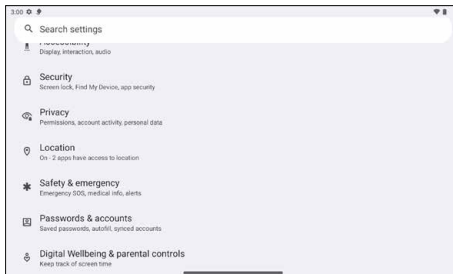 3:00
Search settings
Accessibility
Display, interaction, audio
Security
Screen lock, Find My Device, app security
Privacy
Permissions, account activity, personal data
Location
On - 2 apps have access to location
Safety & emergency
Emergency SOS, medical info, alerts
Passwords & accounts
Saved passwords, autofill, synced accounts
Digital Wellbeing & parental controls
Keep track of screen time